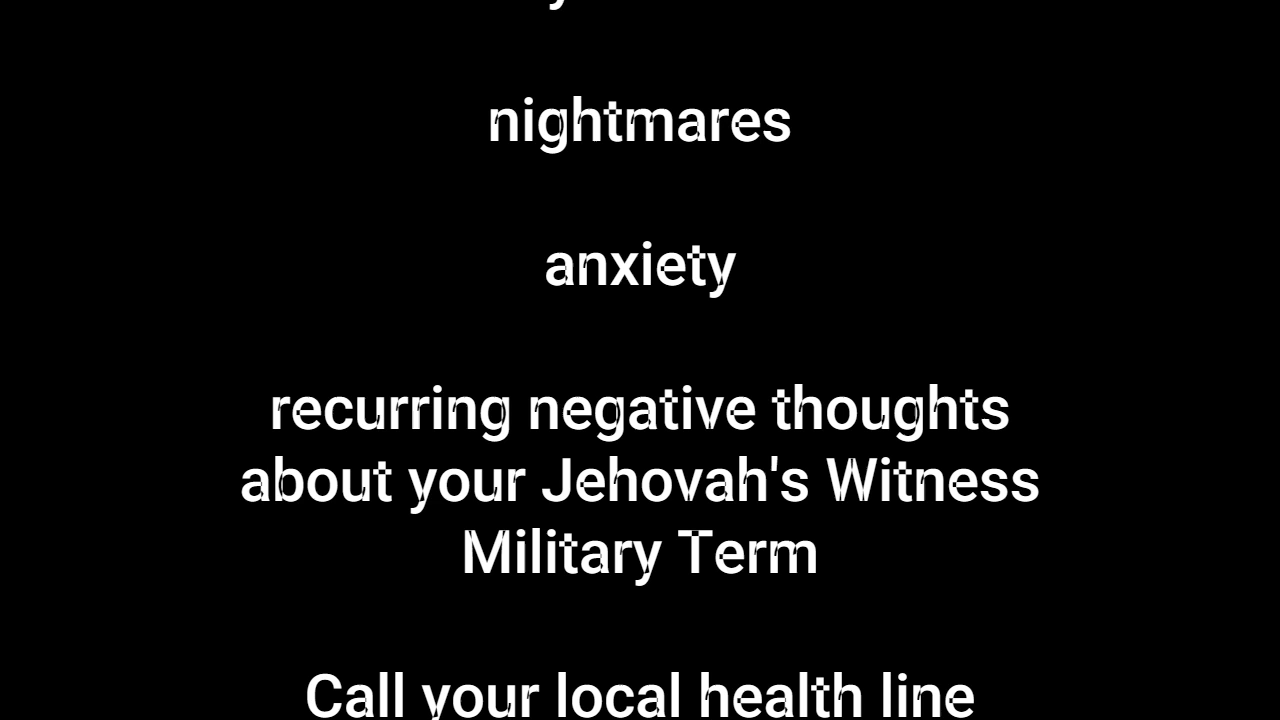 nightmares
anxiety
recurring negative thoughts
about your Jehovah's Witness
Military Term
Call your local health line